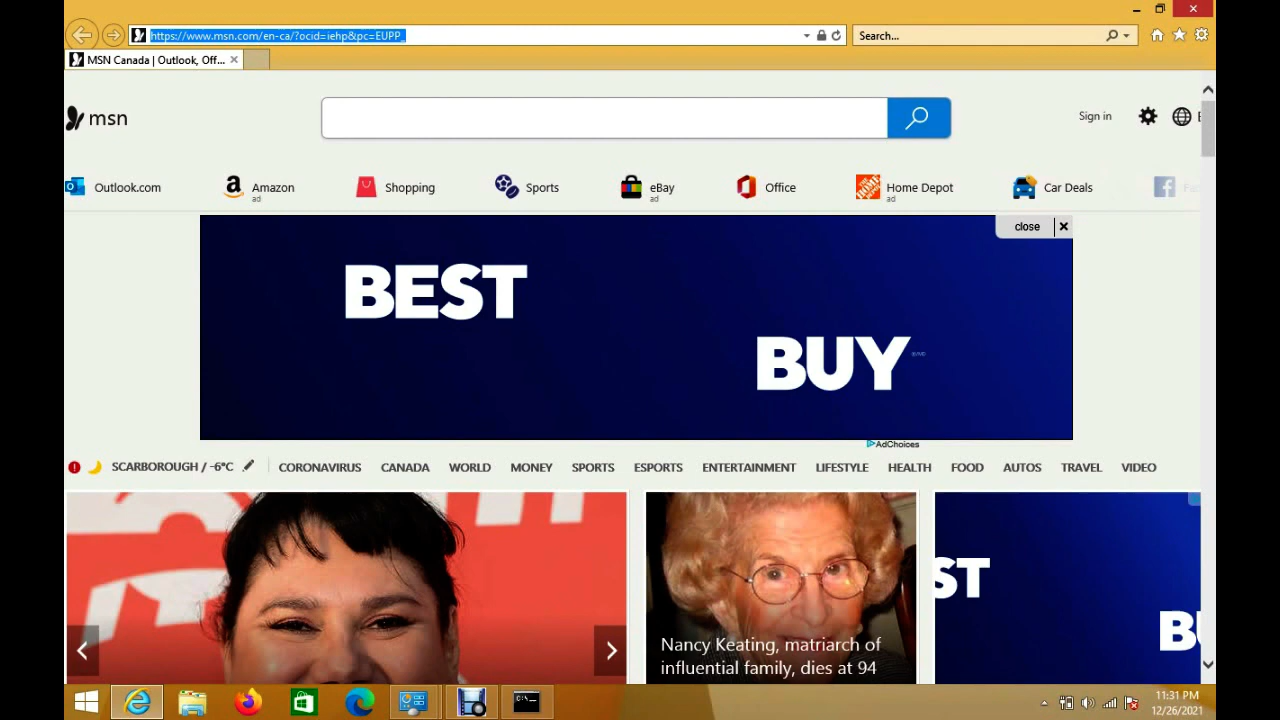 https://www.msn.com/en-ca/?ocid=iehp&pc=EUPP_
Search...
MSN Canada | Outlook, Off...
msn
Sign in
Outlook.com
Amazon
ad
Shopping
Sports
eBay
ad
Office
Home Depot
ad
Car Deals
close
BEST
BUY
AdChoices
SCARBOROUGH / -6°C
CORONAVIRUS
CANADA
WORLD
MONEY
SPORTS
ESPORTS
ENTERTAINMENT
LIFESTYLE
HEALTH
FOOD
AUTOS
TRAVEL
VIDEO
Nancy Keating, matriarch of
influential family, dies at 94
ST
BU
11:31 PM
12/26/2021